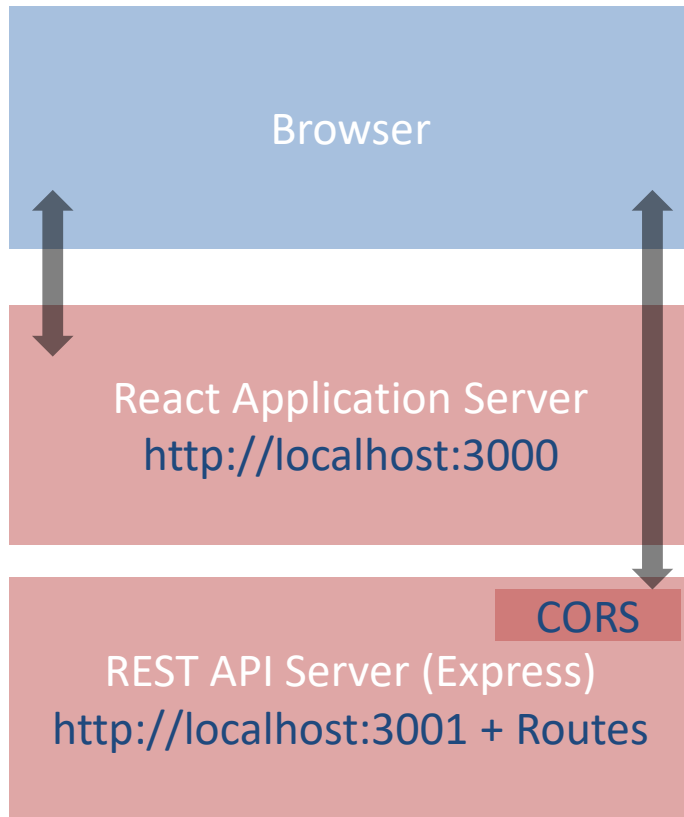 Browser
React Application Server
http://localhost:3000
CORS
REST API Server (Express)
http://localhost:3001 + Routes